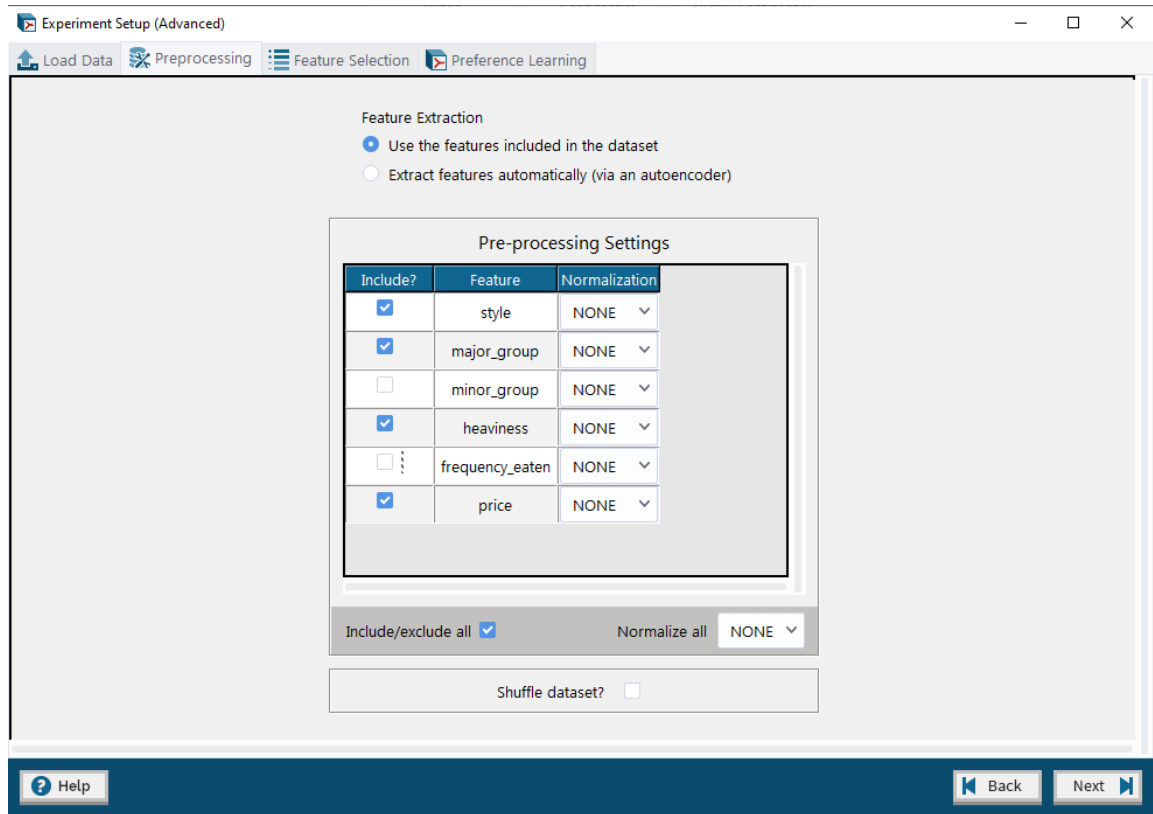 Experiment Setup (Advanced)
Load Data Preprocessing Feature Selection Preference Learning
Feature Extraction
Use the features included in the dataset
Extract features automatically (via an autoencoder)
Pre-processing Settings
Include? Feature Normalization
style NONE
major_group NONE
minor_group NONE
heaviness NONE
frequency_eaten NONE
price NONE
Include/exclude all Normalize all NONE
Shuffle dataset?
? Help Back Next